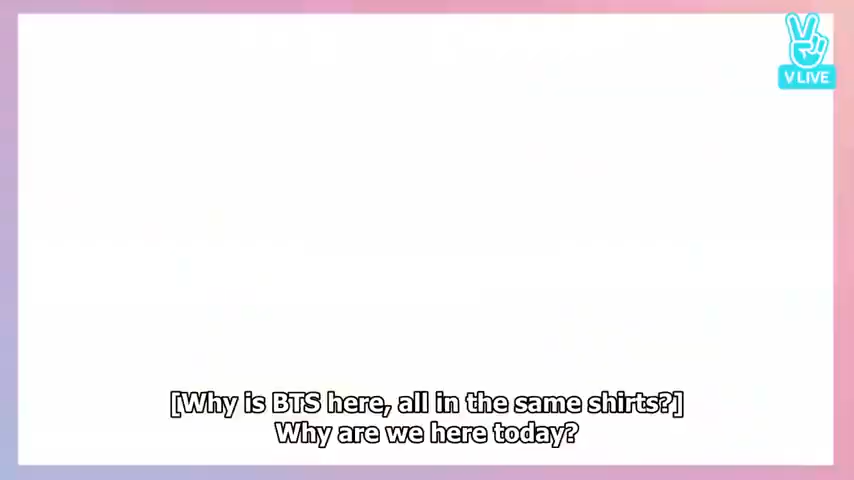 V LIVE
[Why is BTS here, all in the same shirts?]
Why are we here today?